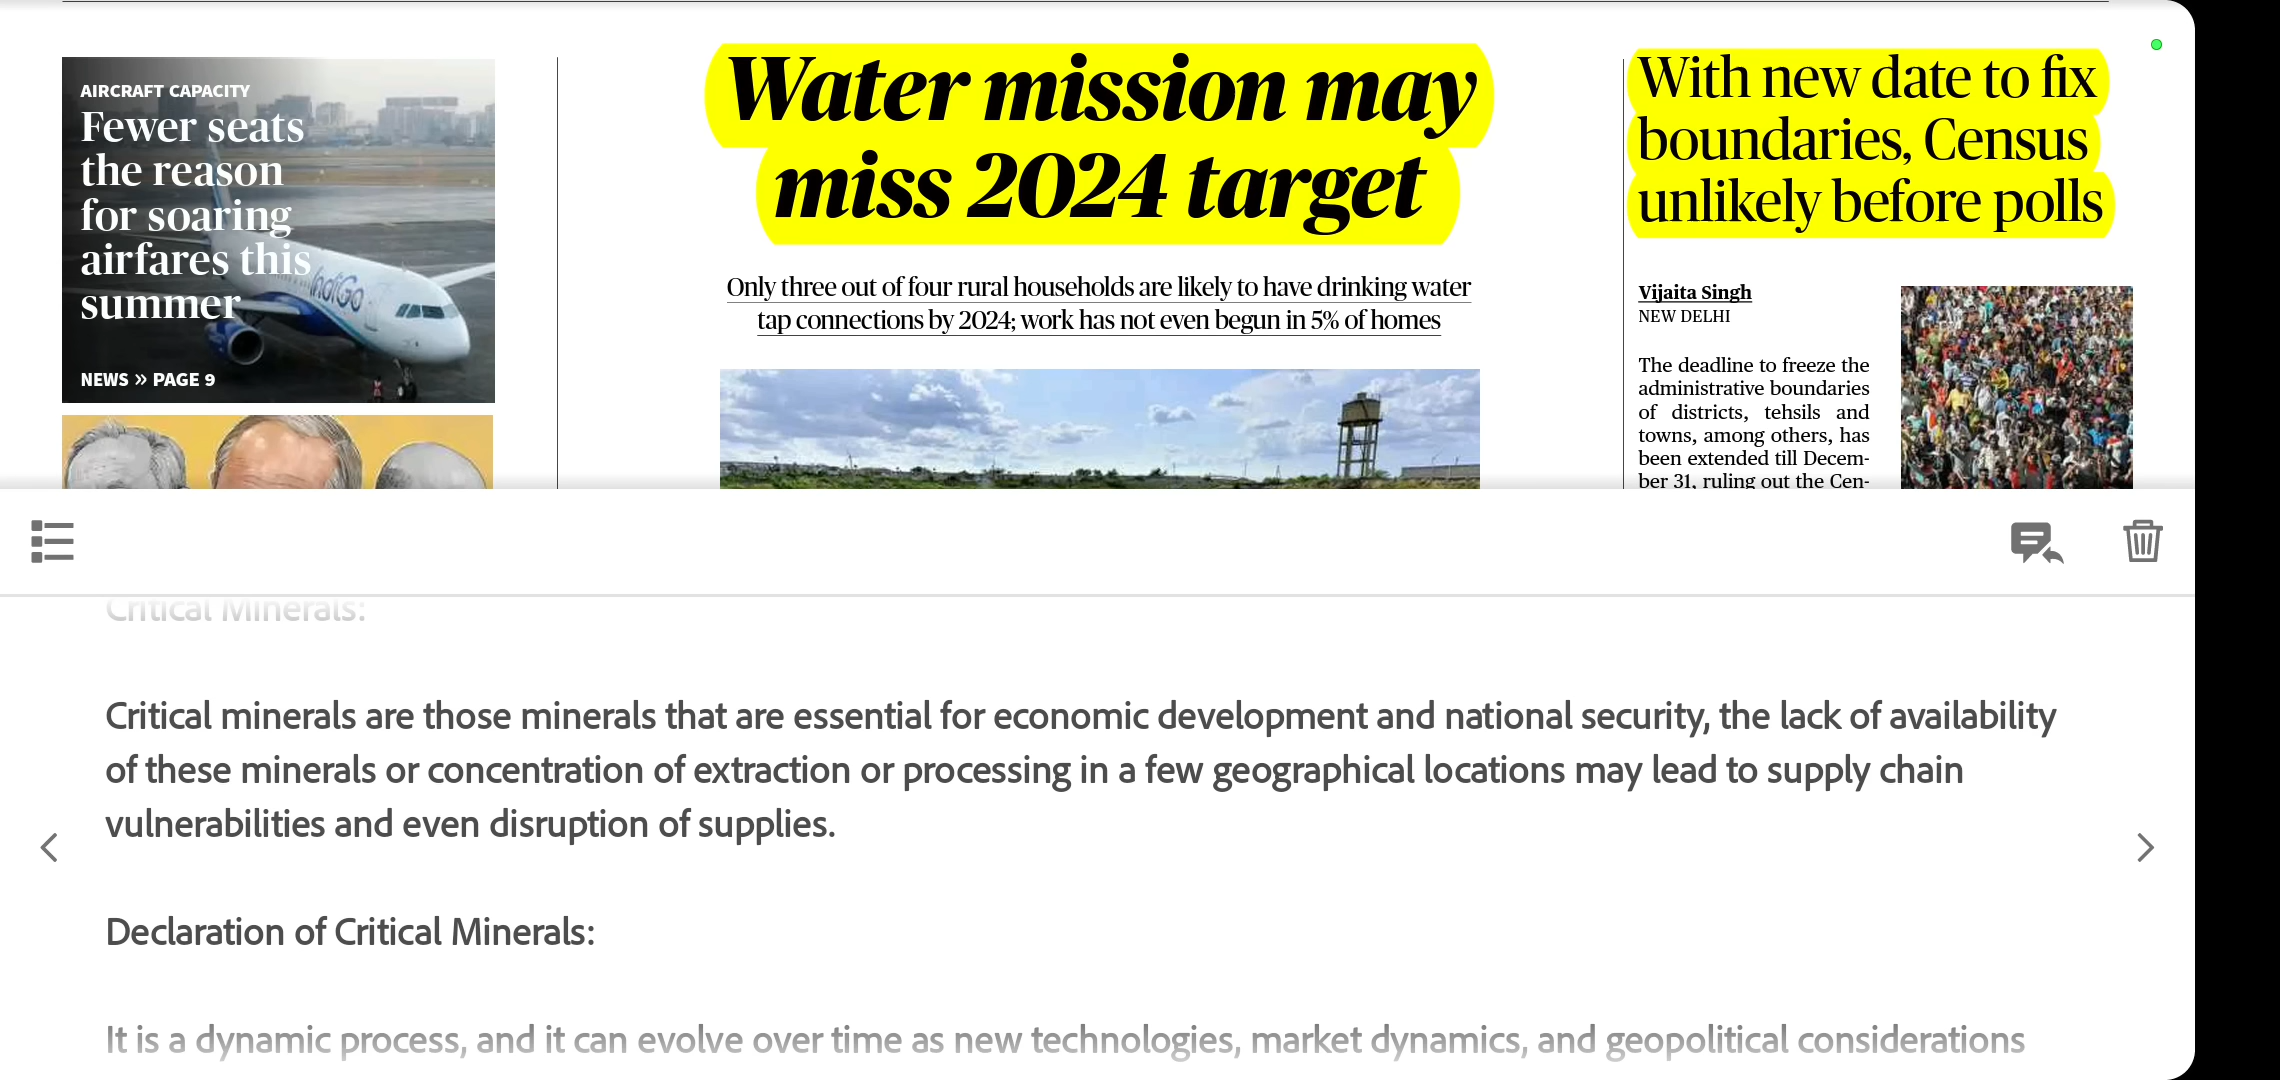 AIRCRAFT CAPACITY
Fewer seats
the reason
for soaring
airfares this
summer
IndiGo
NEWS » PAGE 9
Water mission may
miss 2024 target
Only three out of four rural households are likely to have drinking water
tap connections by 2024; work has not even begun in 5% of homes
With new date to fix
boundaries, Census
unlikely before polls
Vijaita Singh
NEW DELHI
The deadline to freeze the
administrative boundaries
of districts, tehsils and
towns, among others, has
been extended till Decem-
ber 31, ruling out the Cen-
Critical Minerals:
Critical minerals are those minerals that are essential for economic development and national security, the lack of availability
of these minerals or concentration of extraction or processing in a few geographical locations may lead to supply chain
vulnerabilities and even disruption of supplies.
Declaration of Critical Minerals:
It is a dynamic process, and it can evolve over time as new technologies, market dynamics, and geopolitical considerations